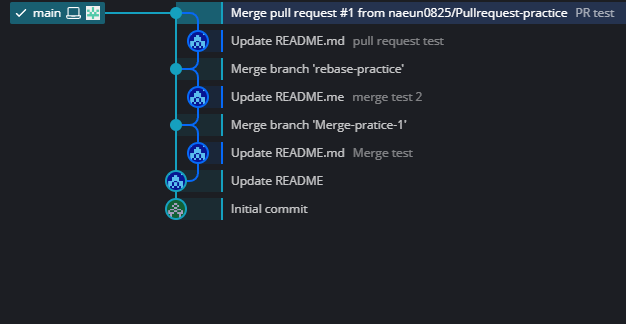 main Merge pull request #1 from naeun0825/Pullrequest-practice PR test
Update README.md pull request test
Merge branch 'rebase-practice'
Update README.me merge test 2
Merge branch 'Merge-pratice-1'
Update README.md Merge test
Update README
Initial commit